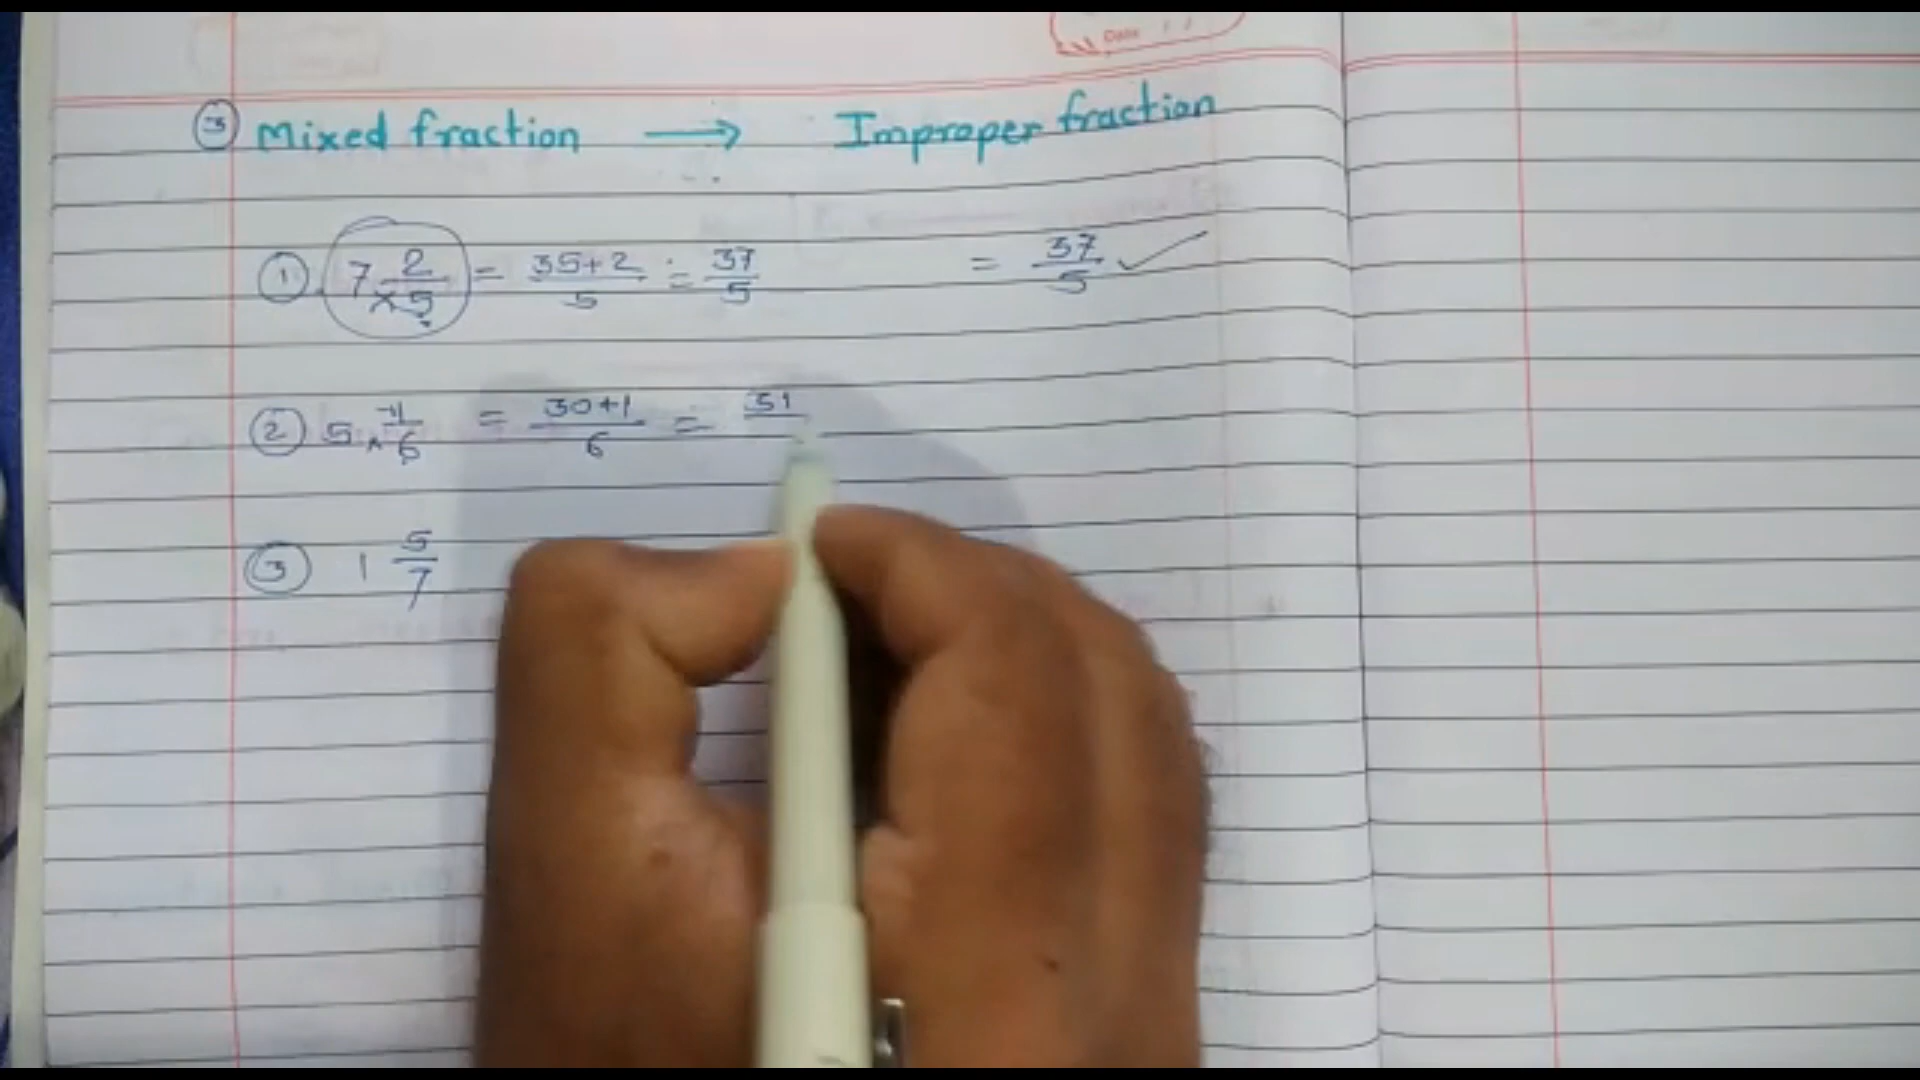 ③ Mixed fraction → Improper fraction
① 7 2/×5 = 35+2/5 = 37/5 = 37/5 ✓
② 5 × 1/6 = 30+1/6 = 31/
③ 1 5/7